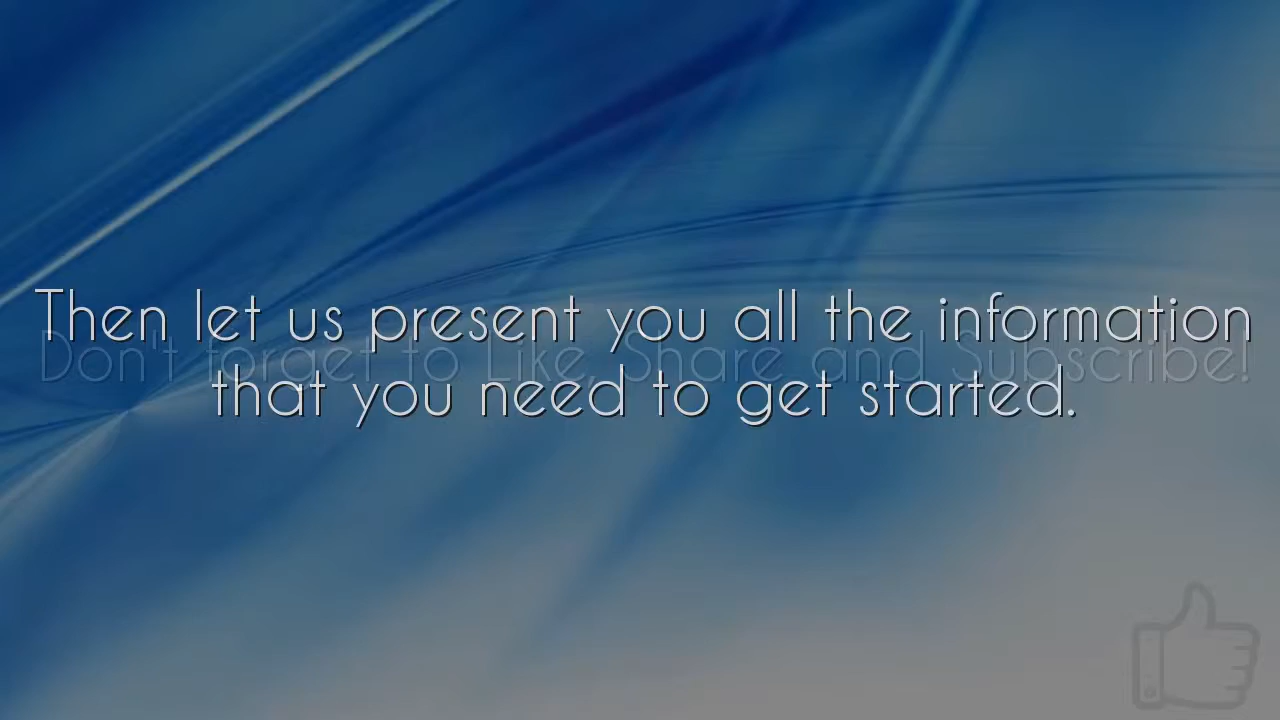 Then let us present you all the information
Don't forget to Like, Share and Subscribe!
that you need to get started.